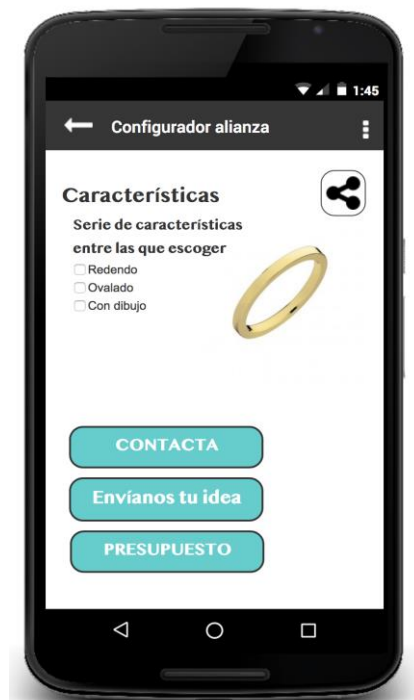 1:45
Configurador alianza
Características
Serie de características
entre las que escoger
Redendo
Ovalado
Con dibujo
CONTACTA
Envíanos tu idea
PRESUPUESTO